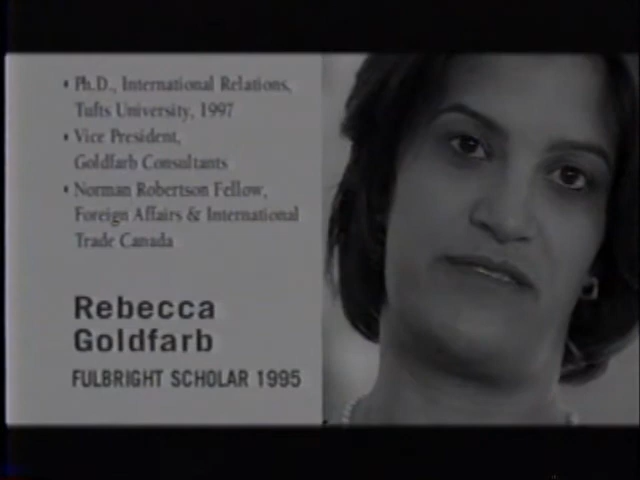 • Ph.D., International Relations,
Tufts University, 1997
• Vice President,
Goldfarb Consultants
• Norman Robertson Fellow,
Foreign Affairs & International
Trade Canada
Rebecca
Goldfarb
FULBRIGHT SCHOLAR 1995